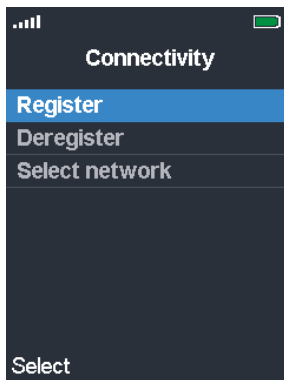 Connectivity
Register
Deregister
Select network
Select